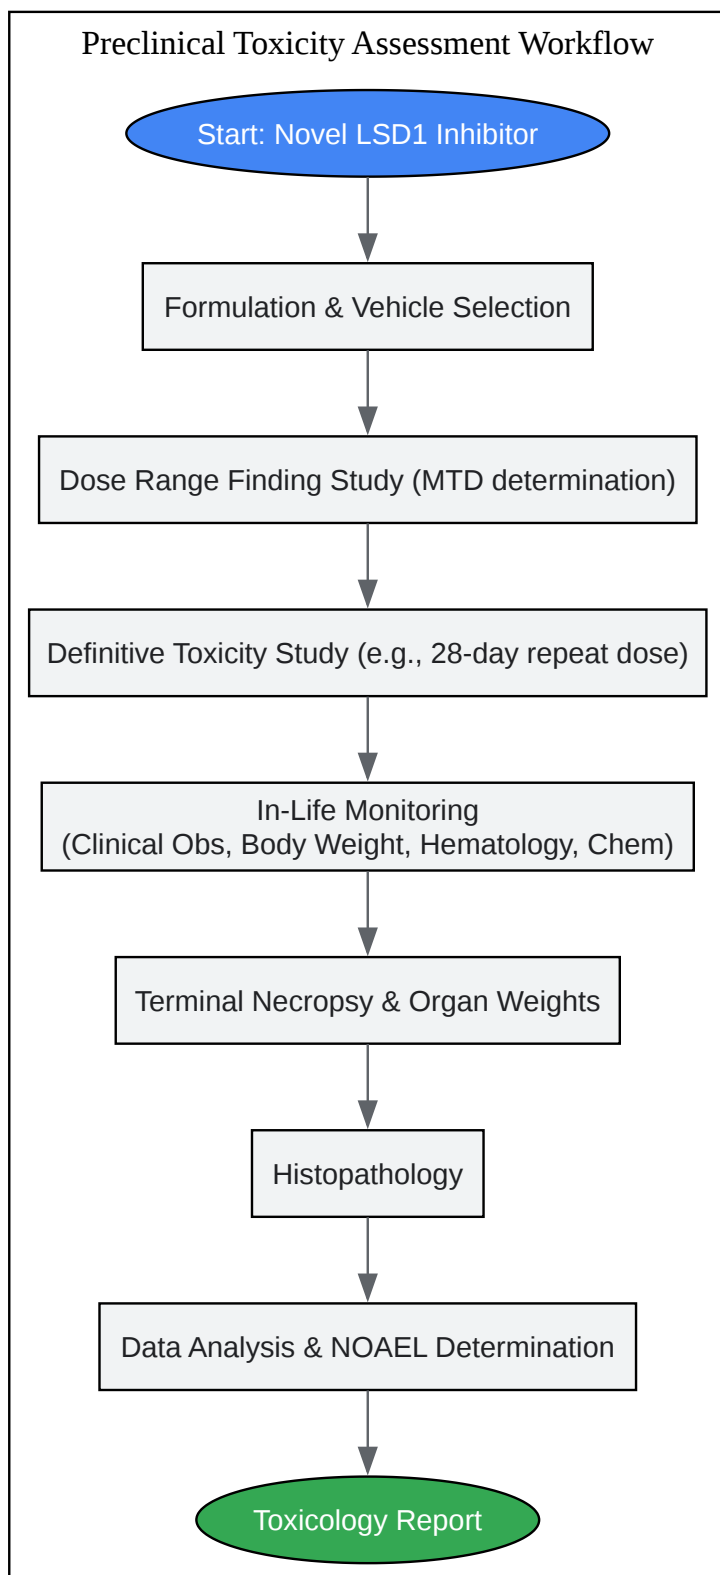 Preclinical Toxicity Assessment Workflow
Start: Novel LSD1 Inhibitor
Formulation & Vehicle Selection
Dose Range Finding Study (MTD determination)
Definitive Toxicity Study (e.g., 28-day repeat dose)
In-Life Monitoring
(Clinical Obs, Body Weight, Hematology, Chem)
Terminal Necropsy & Organ Weights
Histopathology
Data Analysis & NOAEL Determination
Toxicology Report